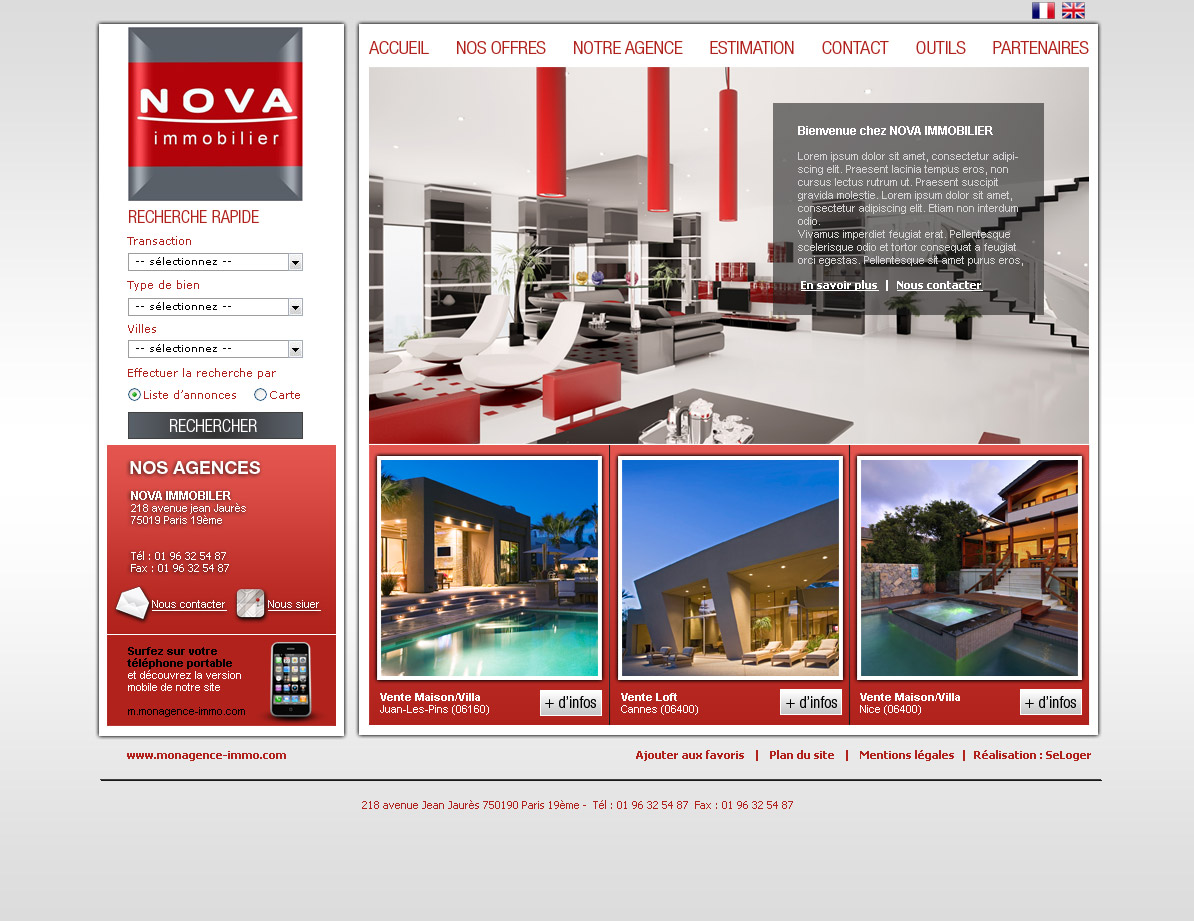 NOVA
immobilier
RECHERCHE RAPIDE
Transaction
-- sélectionnez --
Type de bien
-- sélectionnez --
Villes
-- sélectionnez --
Effectuer la recherche par
Liste d'annonces Carte
RECHERCHER
NOS AGENCES
NOVA IMMOBILER
218 avenue jean Jaurès
75019 Paris 19ème
Tél : 01 96 32 54 87
Fax : 01 96 32 54 87
Nous contacter Nous siuer
Surfez sur votre
téléphone portable
et découvrez la version
mobile de notre site
m.monagence-immo.com
ACCUEIL NOS OFFRES NOTRE AGENCE ESTIMATION CONTACT OUTILS PARTENAIRES
Bienvenue chez NOVA IMMOBILIER
Lorem ipsum dolor sit amet, consectetur adipi-
scing elit. Praesent lacinia tempus eros, non
cursus lectus rutrum ut. Praesent suscipit
gravida molestie. Lorem ipsum dolor sit amet,
consectetur adipiscing elit. Etiam non interdum
odio.
Vivamus imperdiet feugiat erat. Pellentesque
scelerisque odio et tortor consequat a feugiat
orci egestas. Pellentesque sit amet purus eros,
En savoir plus | Nous contacter
Vente Maison/Villa
Juan-Les-Pins (06160)
+ d'infos
Vente Loft
Cannes (06400)
+ d'infos
Vente Maison/Villa
Nice (06400)
+ d'infos
www.monagence-immo.com
Ajouter aux favoris | Plan du site | Mentions légales | Réalisation : SeLoger
218 avenue Jean Jaurès 750190 Paris 19ème - Tél : 01 96 32 54 87 Fax : 01 96 32 54 87